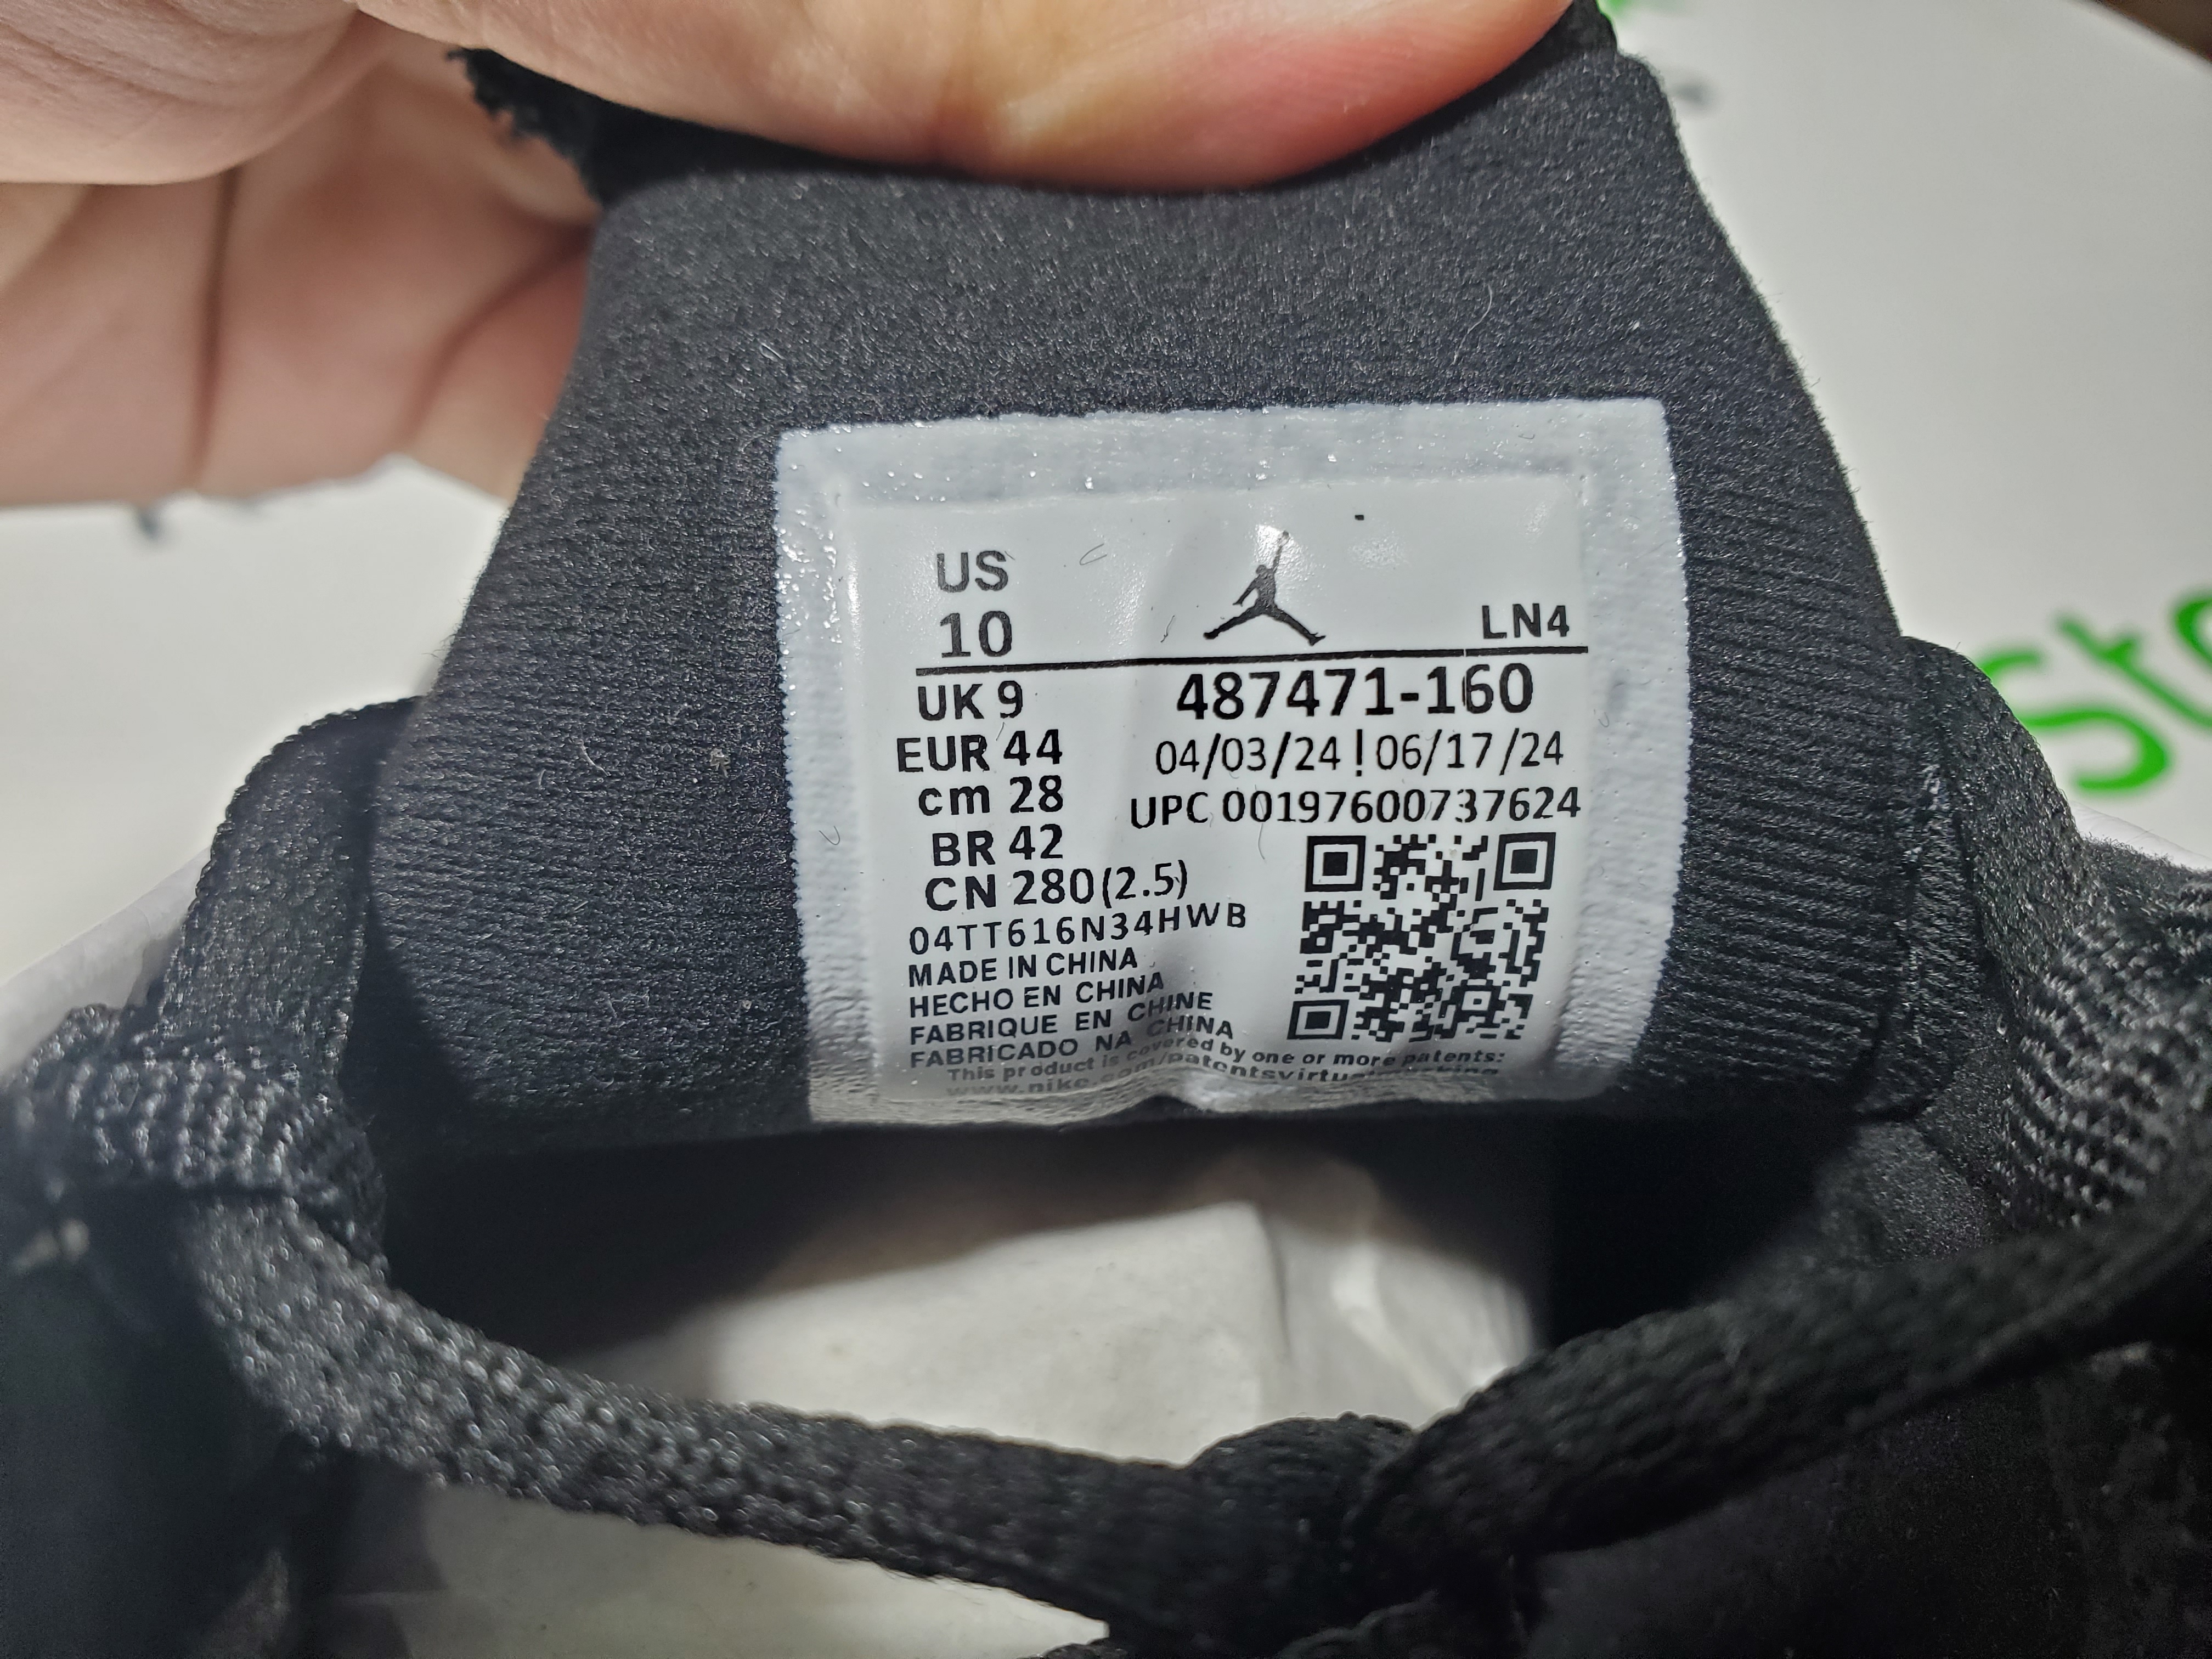 US
10
LN4
UK 9
487471-160
EUR 44
04/03/24 ! 06/17/24
cm 28
UPC 00197600737624
BR 42
CN 280(2.5)
04TT616N34HWB
MADE IN CHINA
HECHO EN CHINA
FABRIQUE EN CHINE
FABRICADO NA CHINA
This product is covered by one or more patents: